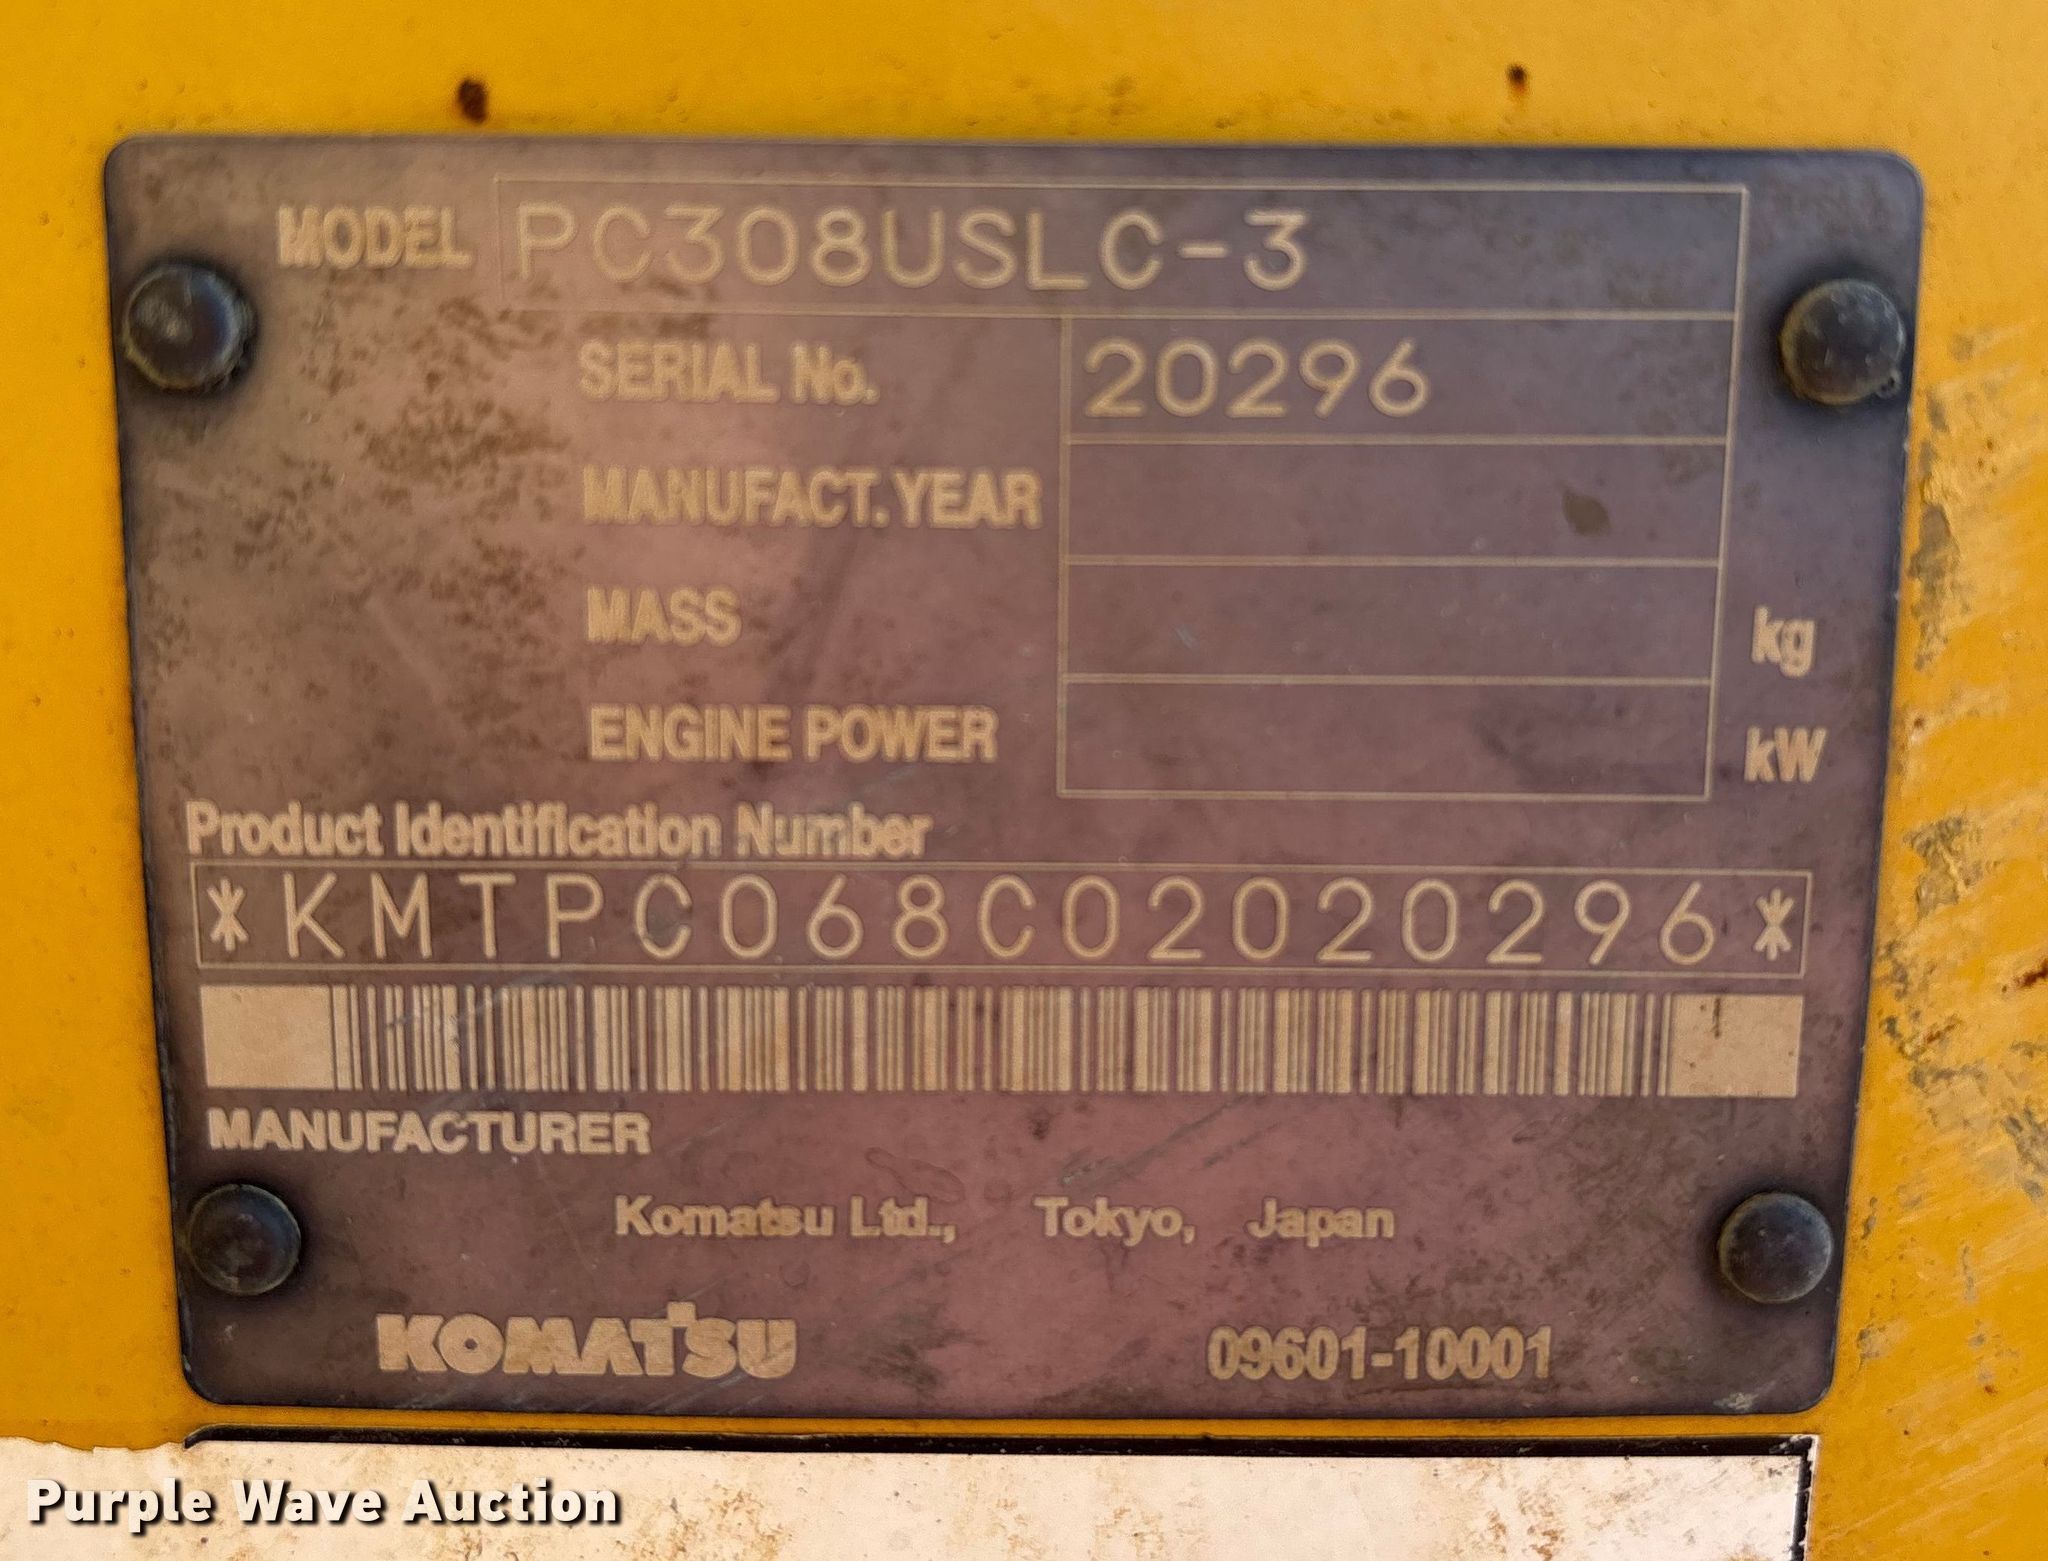 MODEL PC308USLC-3
SERIAL No. 20296
MANUFACT. YEAR
MASS kg
ENGINE POWER kW
Product Identification Number
*KMTPC068C02020296*
MANUFACTURER
Komatsu Ltd., Tokyo, Japan
KOMATSU 09601-10001
Purple Wave Auction